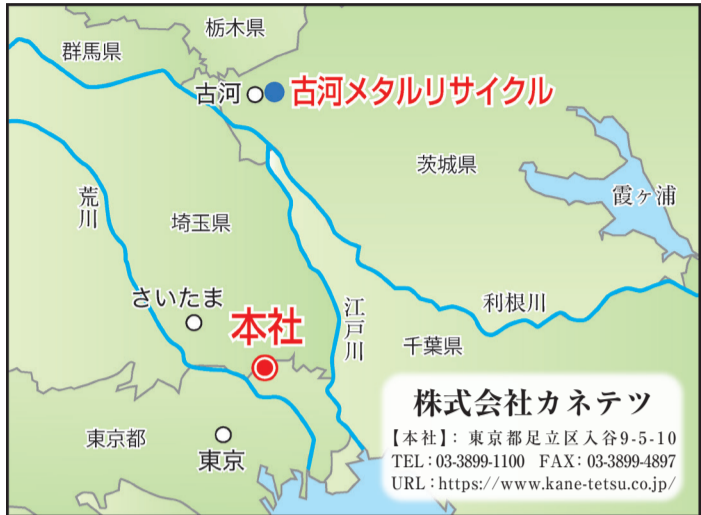 栃木県
群馬県
古河
古河メタルリサイクル
茨城県
霞ヶ浦
荒川
埼玉県
さいたま
本社
江戸川
利根川
千葉県
東京都
東京
株式会社カネテツ
【本社】：東京都足立区入谷9-5-10
TEL：03-3899-1100 FAX：03-3899-4897
URL：https://www.kane-tetsu.co.jp/